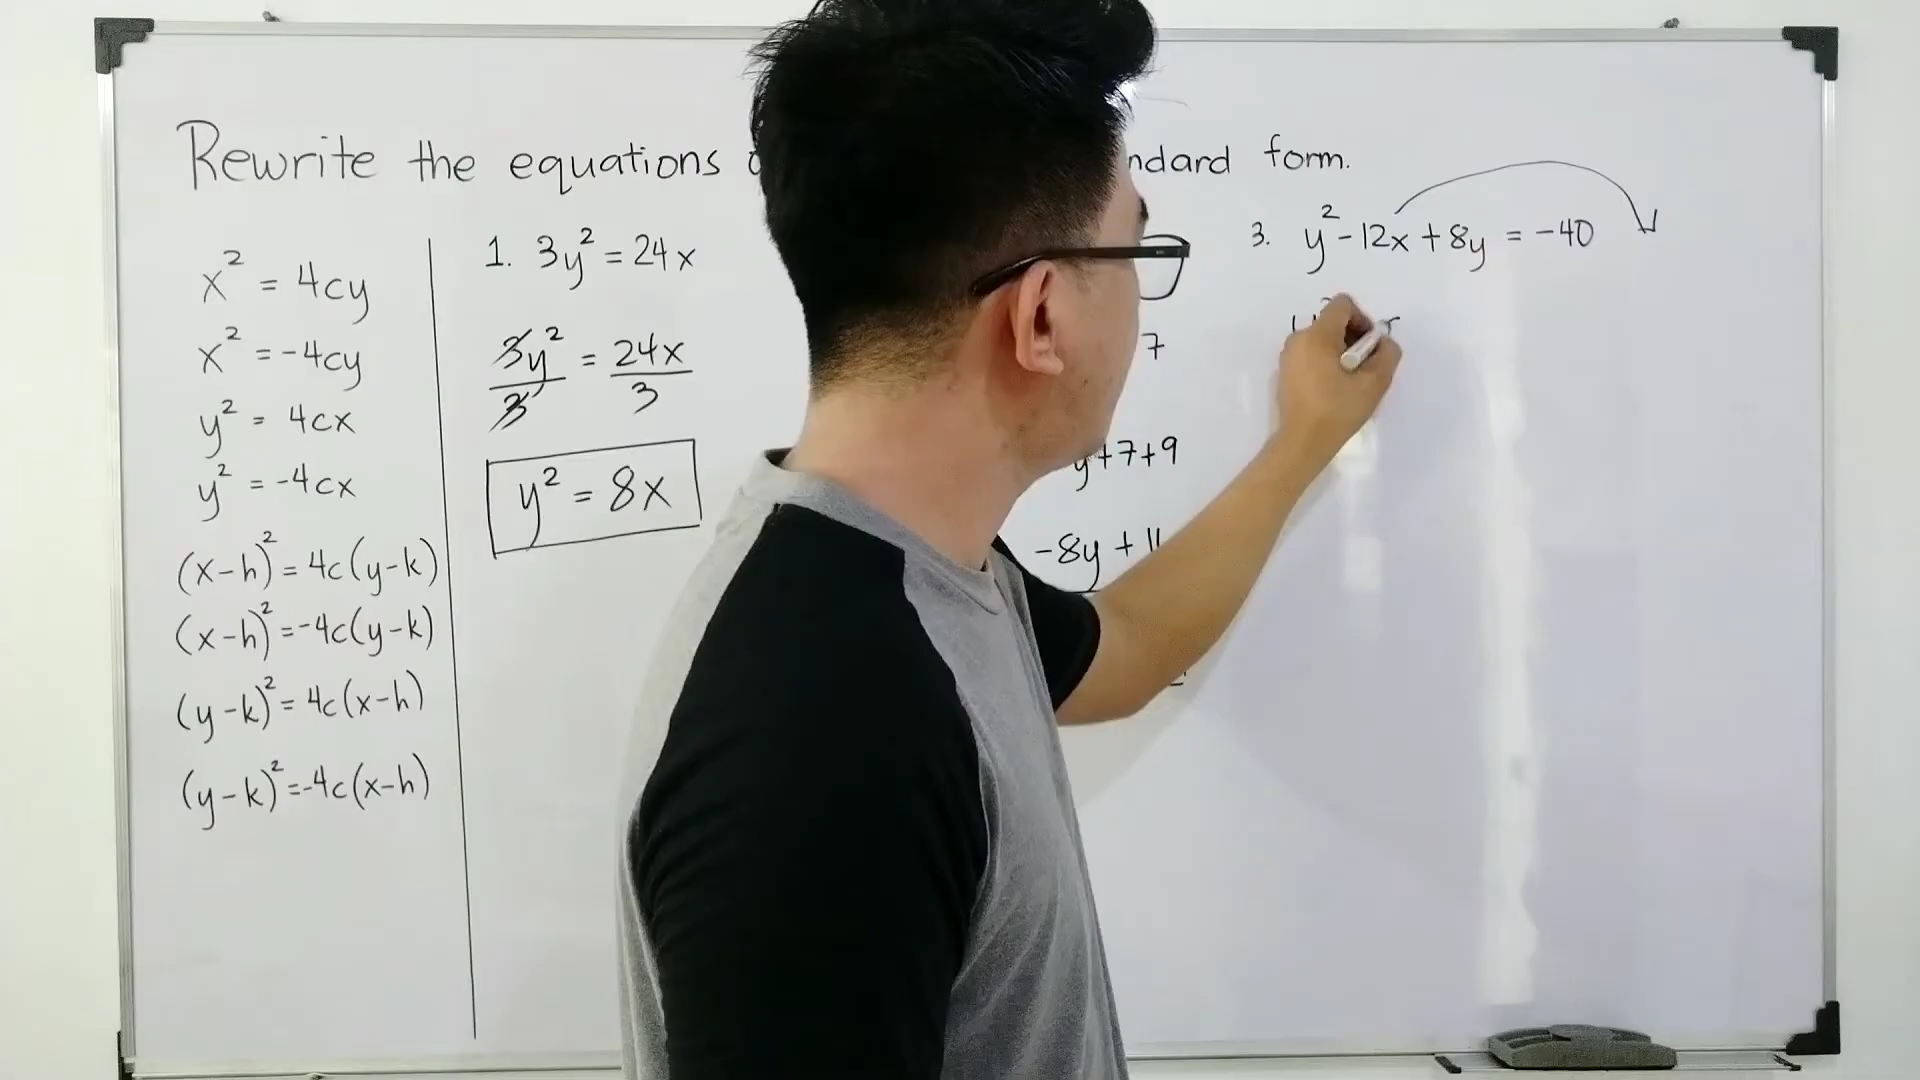 Rewrite the equations ndard form.
x² = 4cy
x² = -4cy
y² = 4cx
y² = -4cx
(x-h)² = 4c(y-k)
(x-h)² = -4c(y-k)
(y-k)² = 4c(x-h)
(y-k)² = -4c(x-h)
1. 3y² = 24x
3y²/3 = 24x/3
y² = 8x
7
y+7+9
-8y + 1
3. y² - 12x + 8y = -40